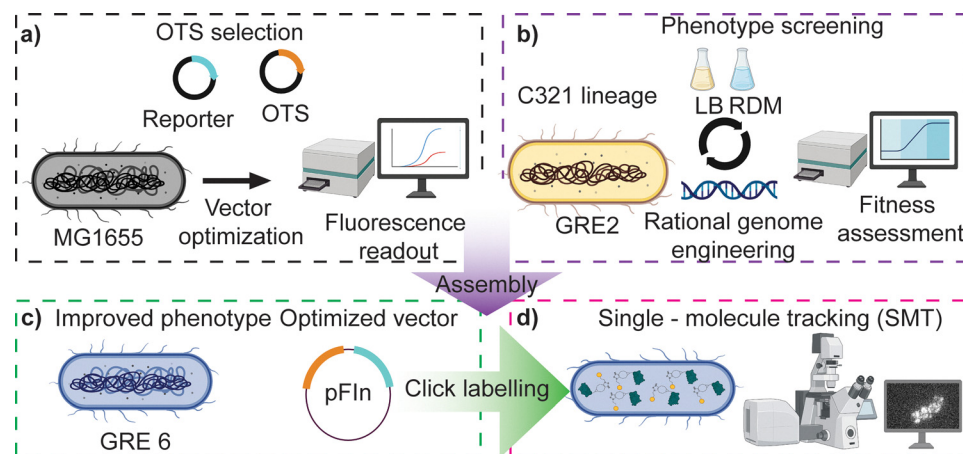 a)
OTS selection
Reporter
OTS
MG1655
Vector
optimization
Fluorescence
readout
b)
Phenotype screening
C321 lineage
LB RDM
GRE2
Rational genome
engineering
Fitness
assessment
Assembly
c) Improved phenotype Optimized vector
GRE 6
pFIn
Click labelling
d) Single - molecule tracking (SMT)